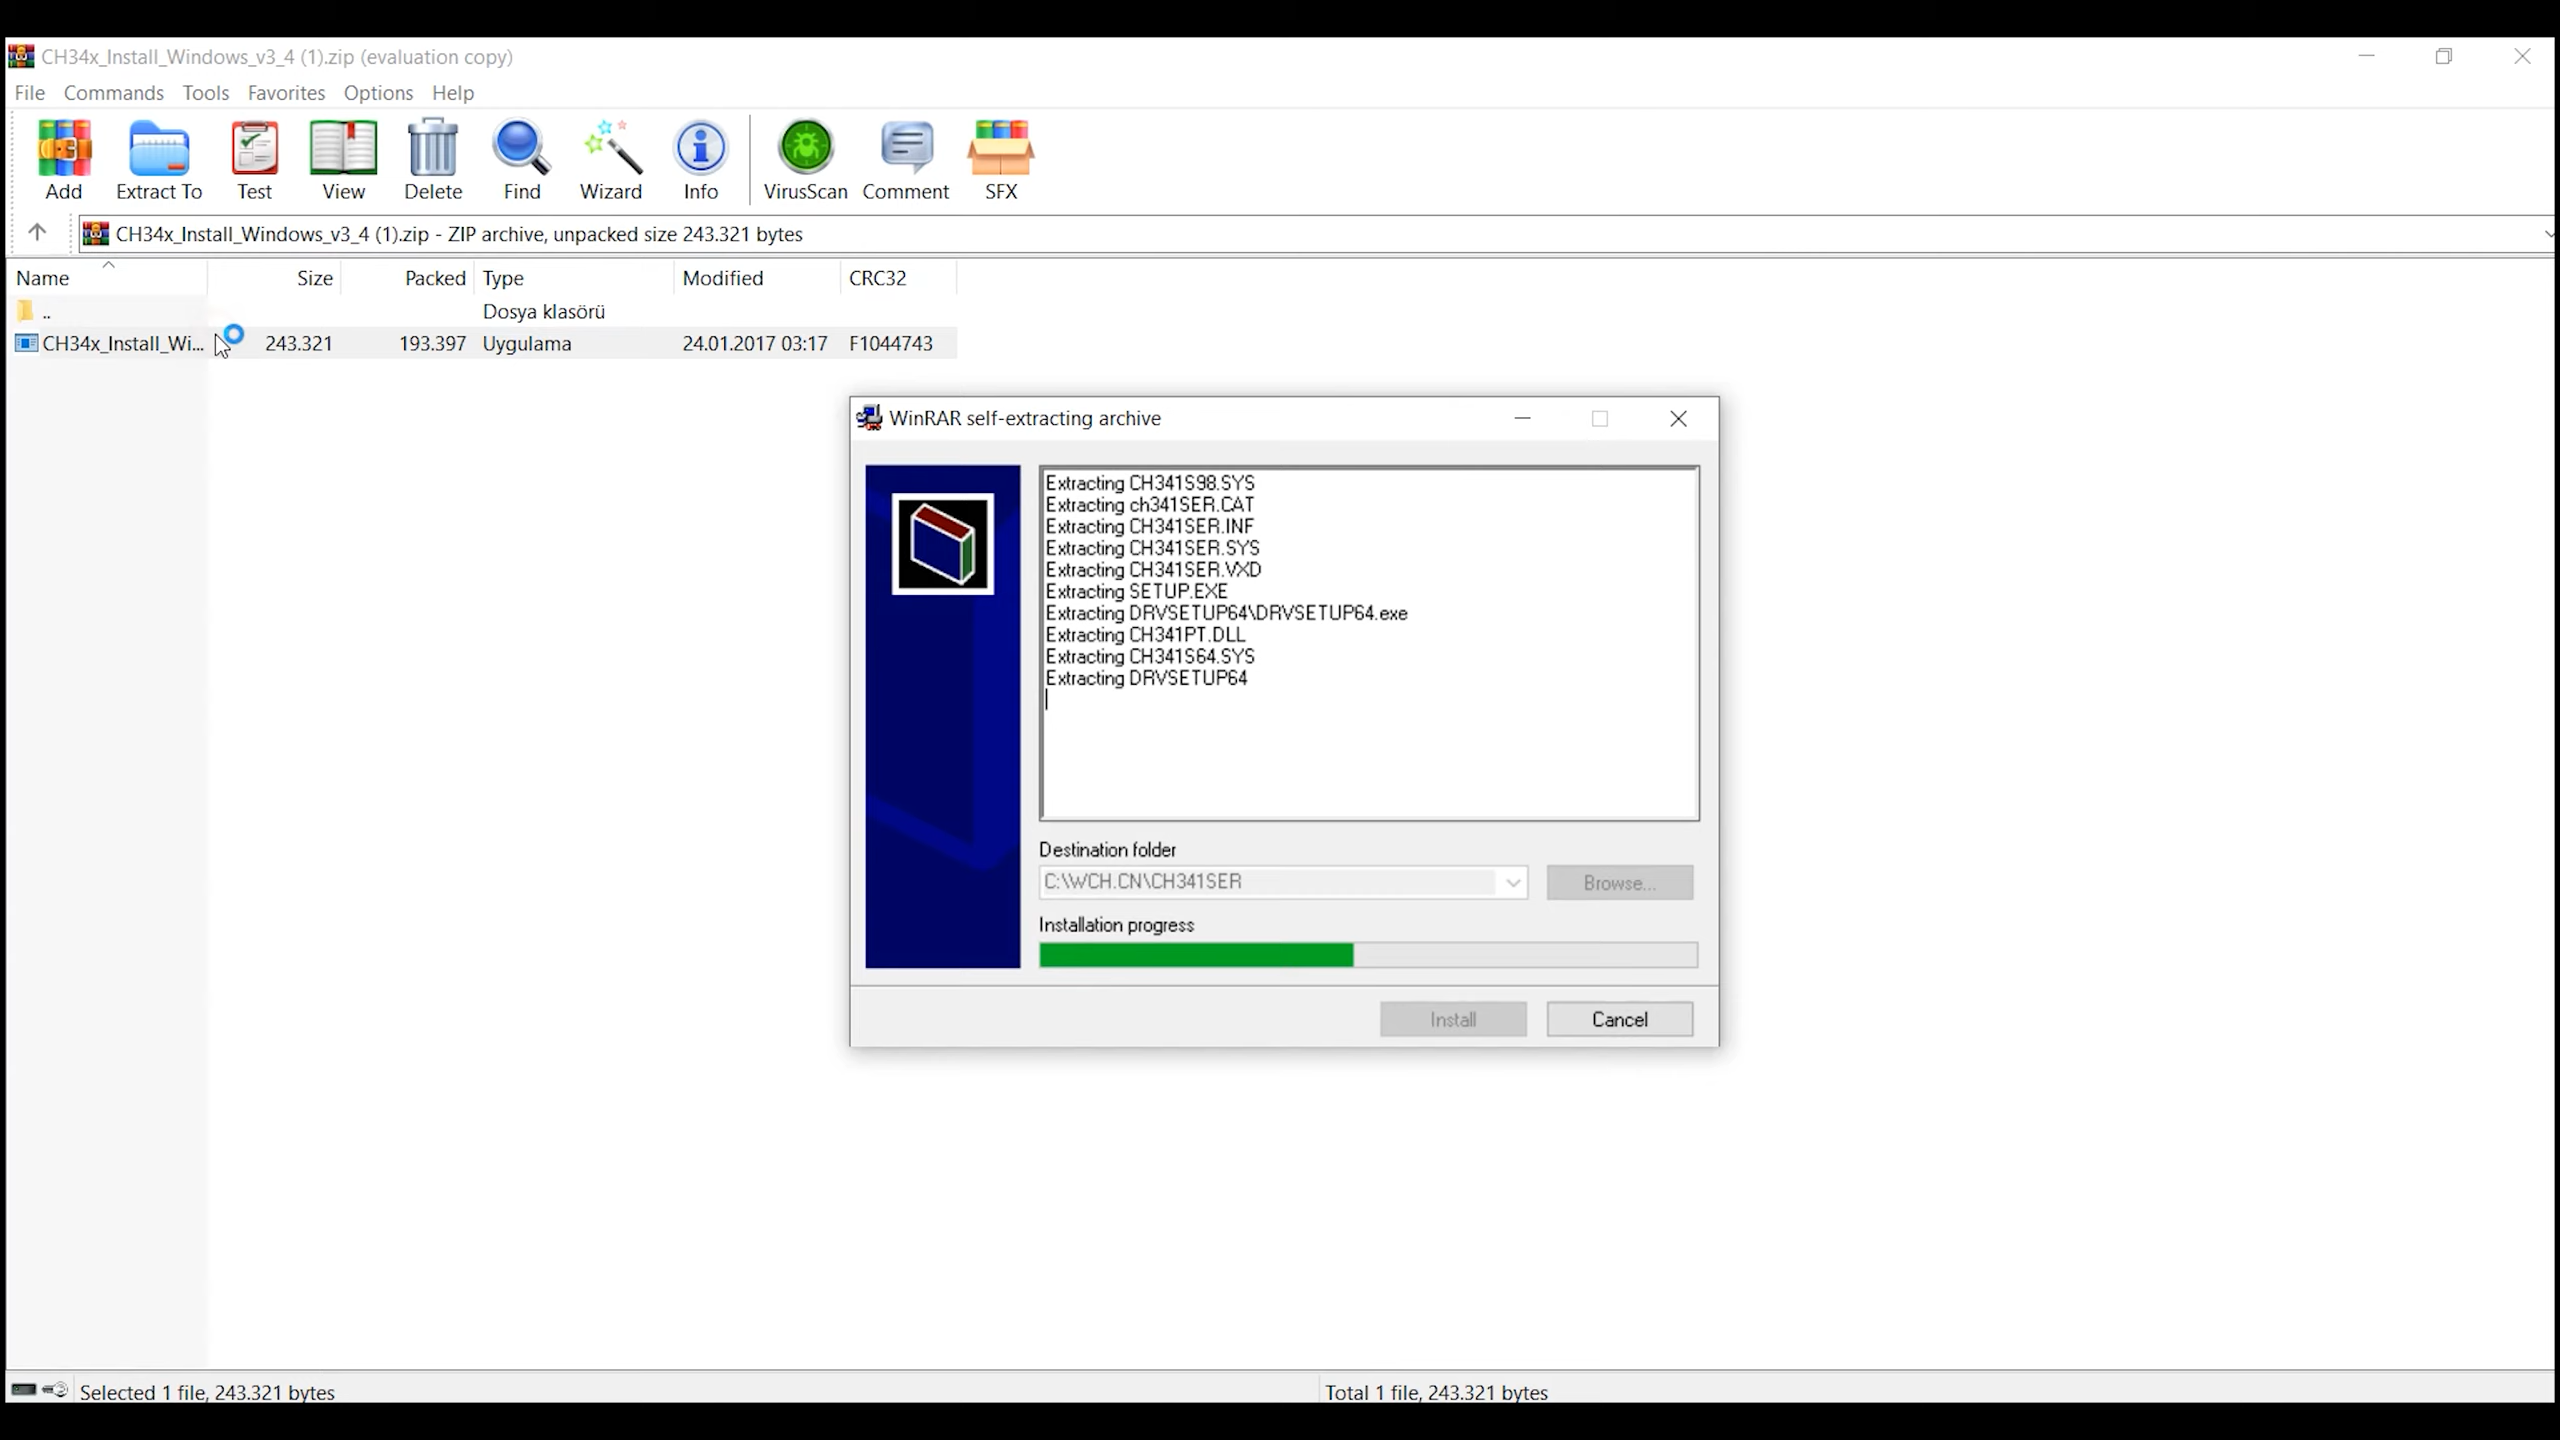 CH34x_Install_Windows_v3_4 (1).zip (evaluation copy)
File Commands Tools Favorites Options Help
Add Extract To Test View Delete Find Wizard Info VirusScan Comment SFX
CH34x_Install_Windows_v3_4 (1).zip - ZIP archive, unpacked size 243.321 bytes
Name Size Packed Type Modified CRC32
.. Dosya klasörü
CH34x_Install_Wi... 243.321 193.397 Uygulama 24.01.2017 03:17 F1044743
WinRAR self-extracting archive
Extracting CH341S98.SYS
Extracting ch341SER.CAT
Extracting CH341SER.INF
Extracting CH341SER.SYS
Extracting CH341SER.VXD
Extracting SETUP.EXE
Extracting DRVSETUP64\DRVSETUP64.exe
Extracting CH341PT.DLL
Extracting CH341S64.SYS
Extracting DRVSETUP64
Destination folder
C:\WCH.CN\CH341SER Browse...
Installation progress
Install Cancel
Selected 1 file, 243.321 bytes Total 1 file, 243.321 bytes